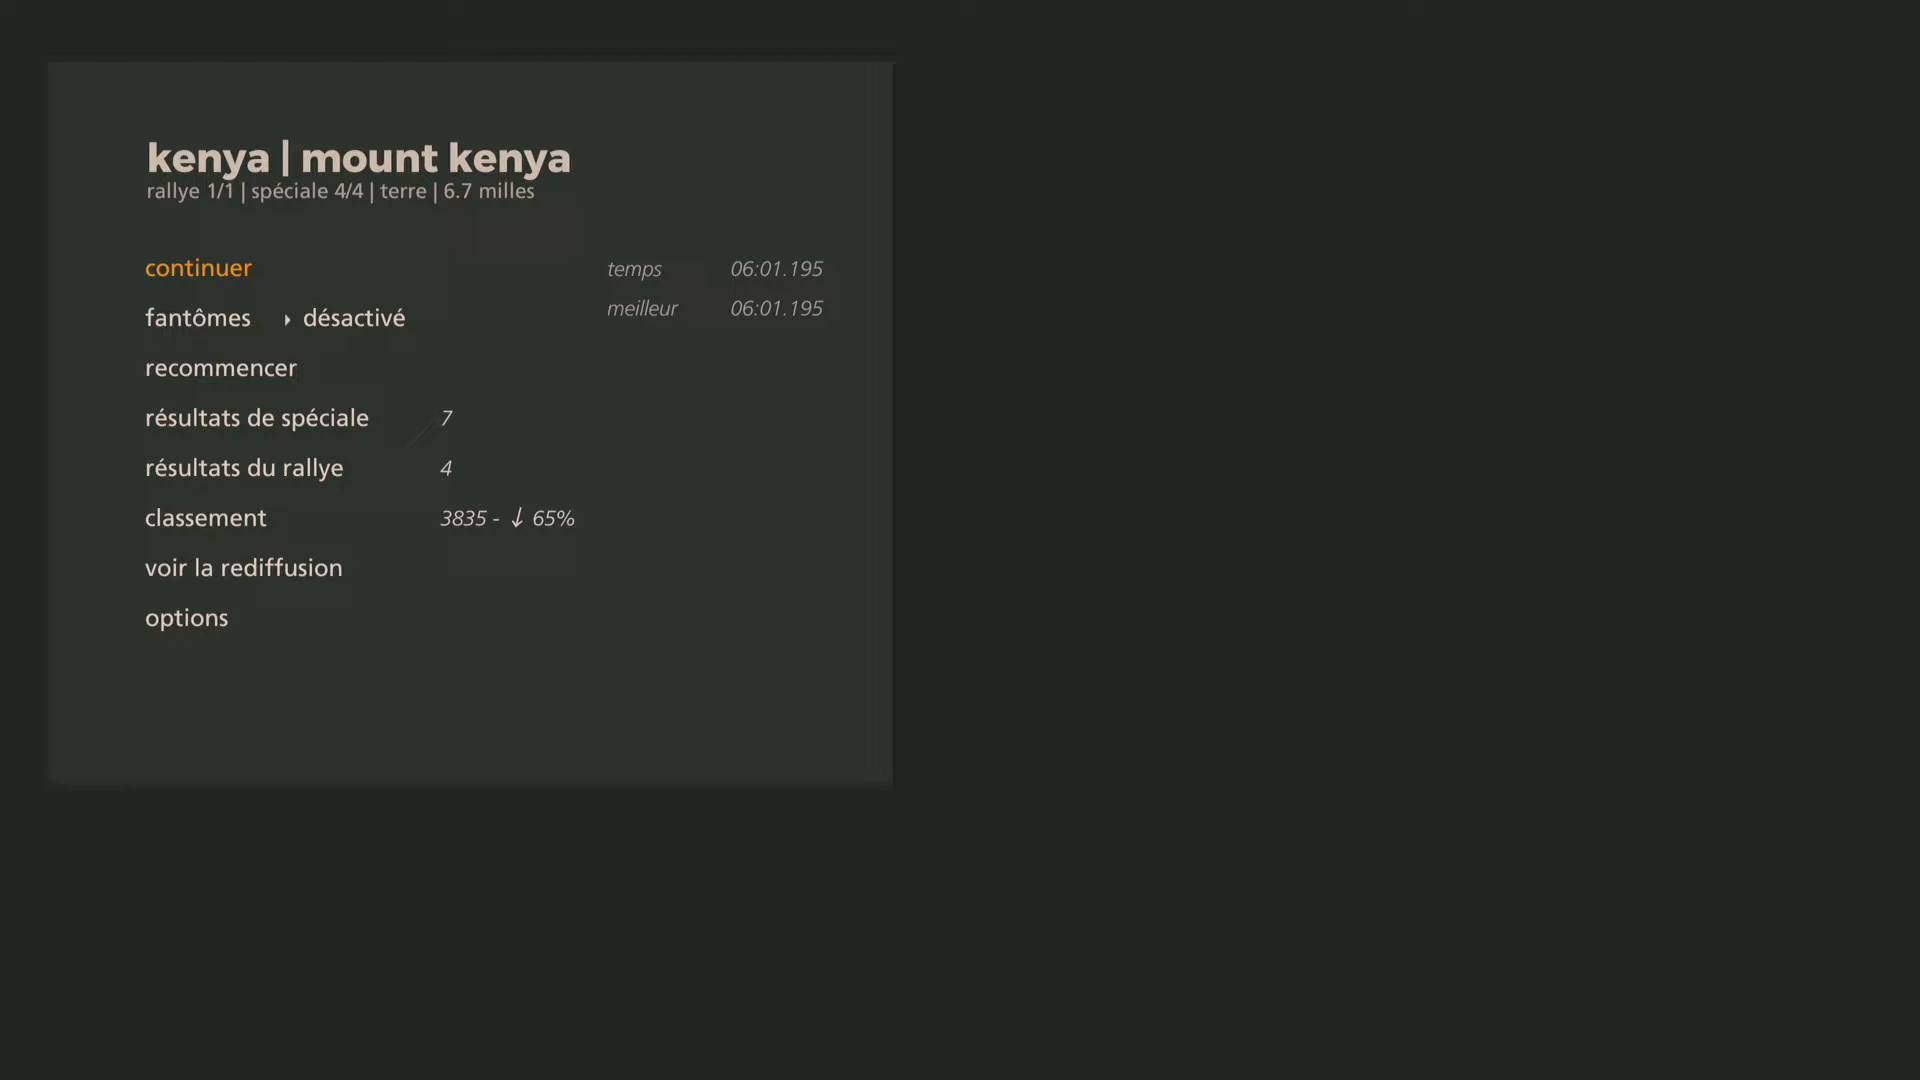 kenya | mount kenya
rallye 1/1 | spéciale 4/4 | terre | 6.7 milles
continuer
temps 06:01.195
meilleur 06:01.195
fantômes désactivé
recommencer
résultats de spéciale 7
résultats du rallye 4
classement 3835 - ↓ 65%
voir la rediffusion
options